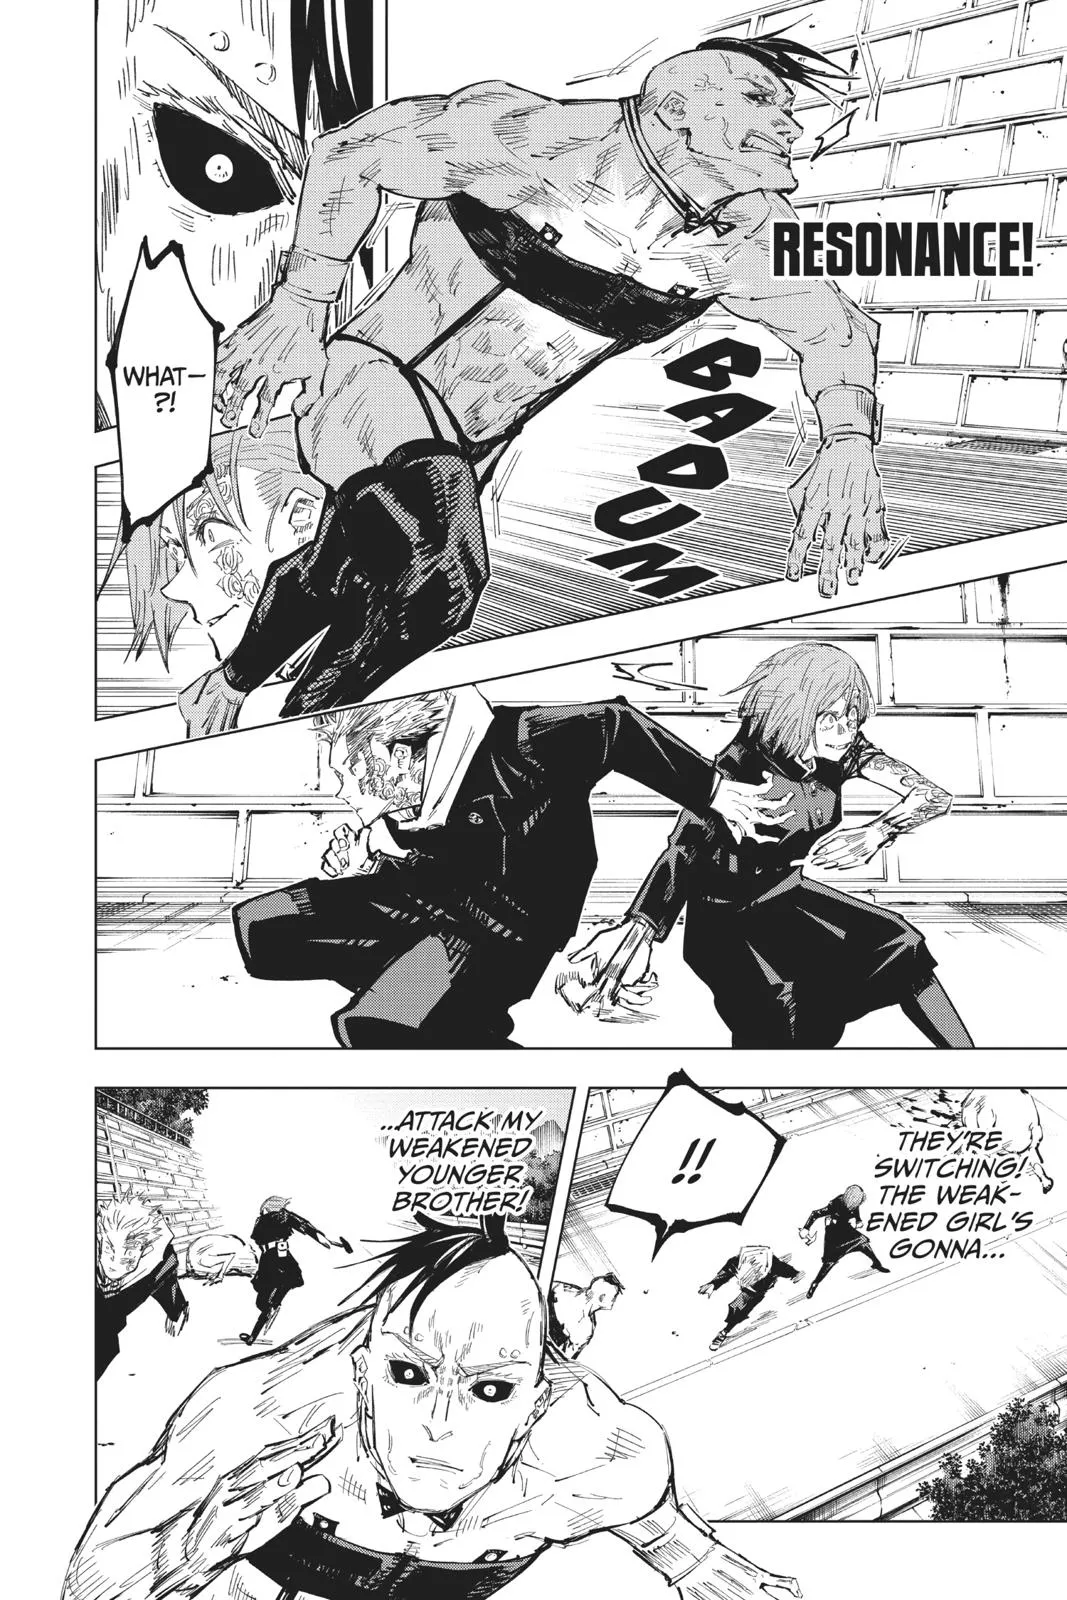 RESONANCE!
BADUM
WHAT—
?!
THEY'RE
SWITCHING!
THE WEAK-
ENED GIRL'S
GONNA...
!!
...ATTACK MY
WEAKENED
YOUNGER
BROTHER!